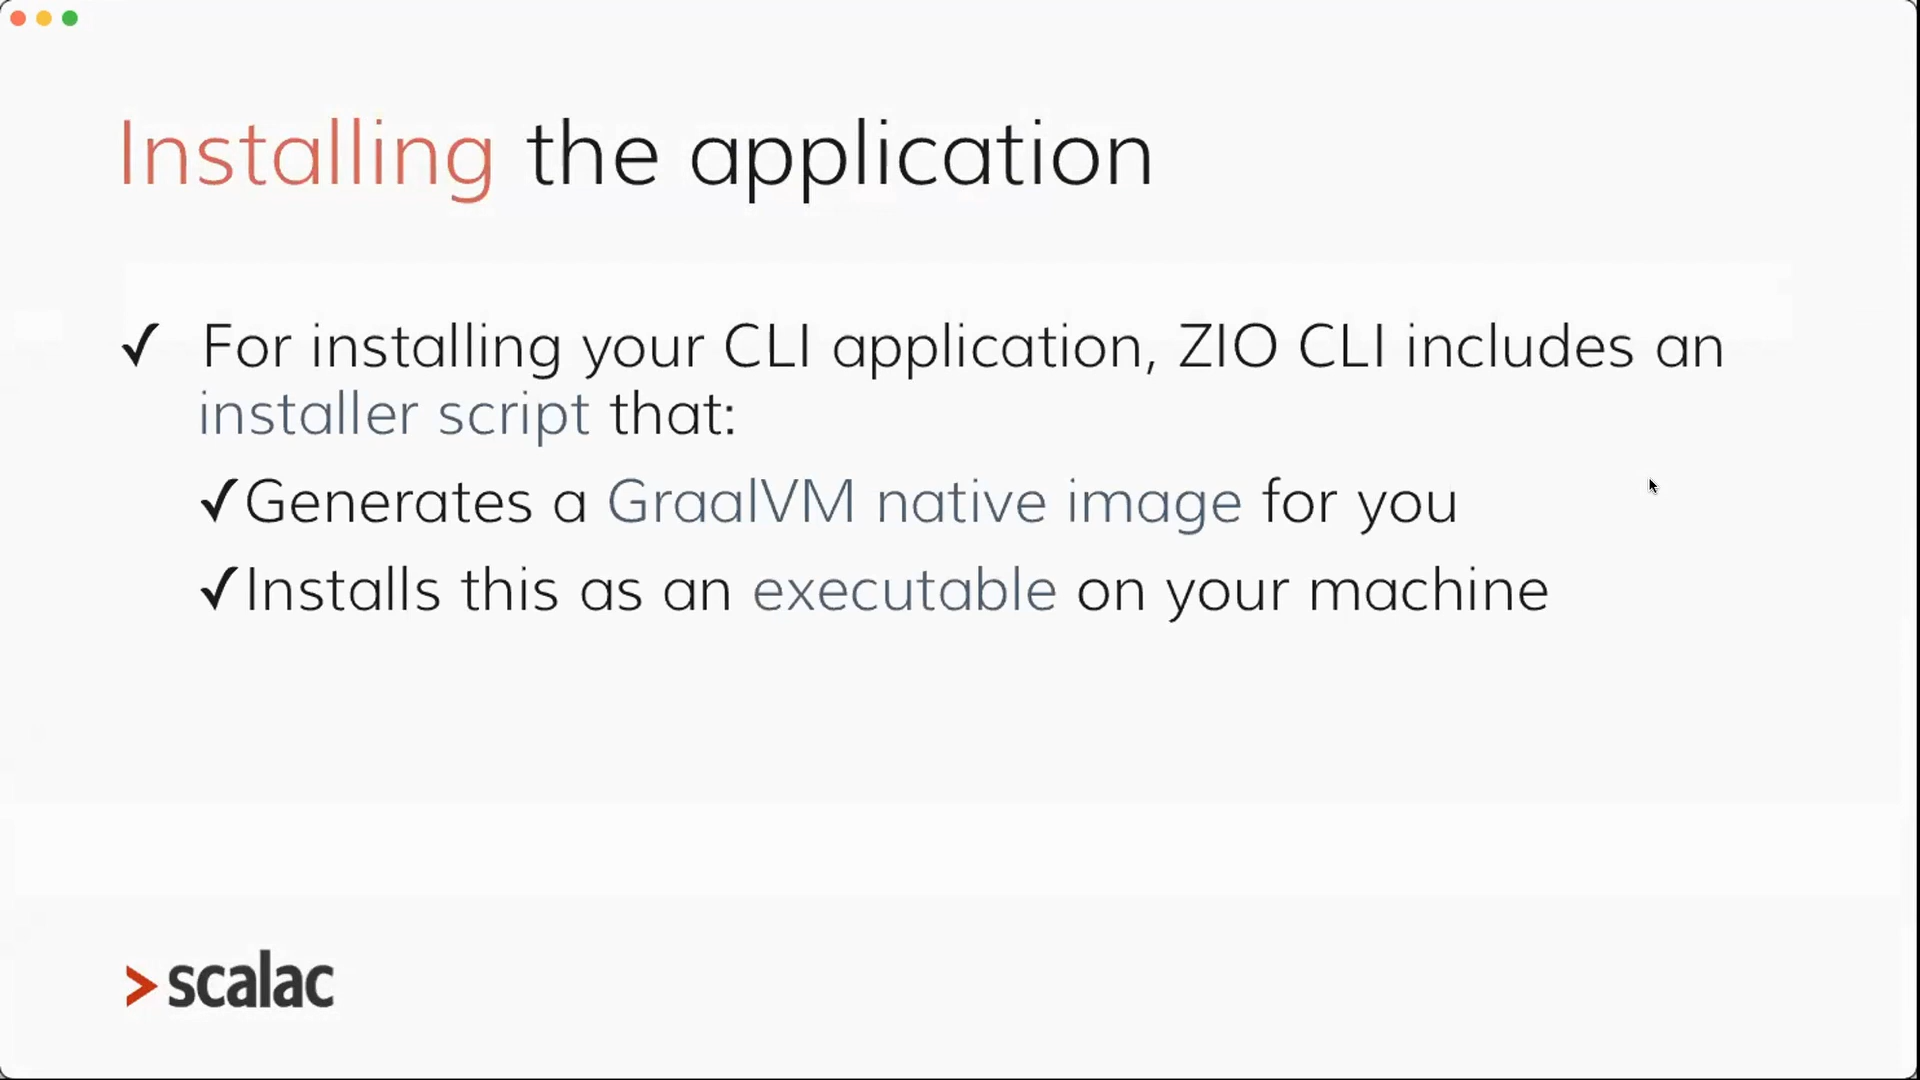 Installing the application
✓ For installing your CLI application, ZIO CLI includes an
installer script that:
✓Generates a GraalVM native image for you
✓Installs this as an executable on your machine
> scalac